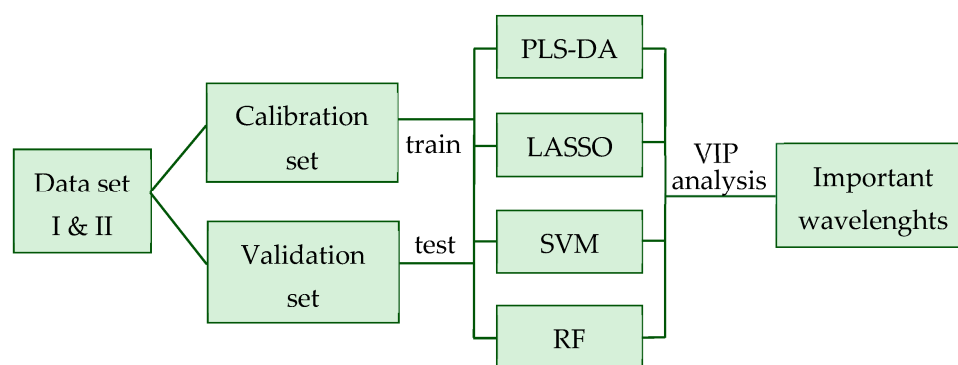 Data set
I & II
Calibration
set
Validation
set
train
test
PLS-DA
LASSO
SVM
RF
VIP
analysis
Important
wavelenghts